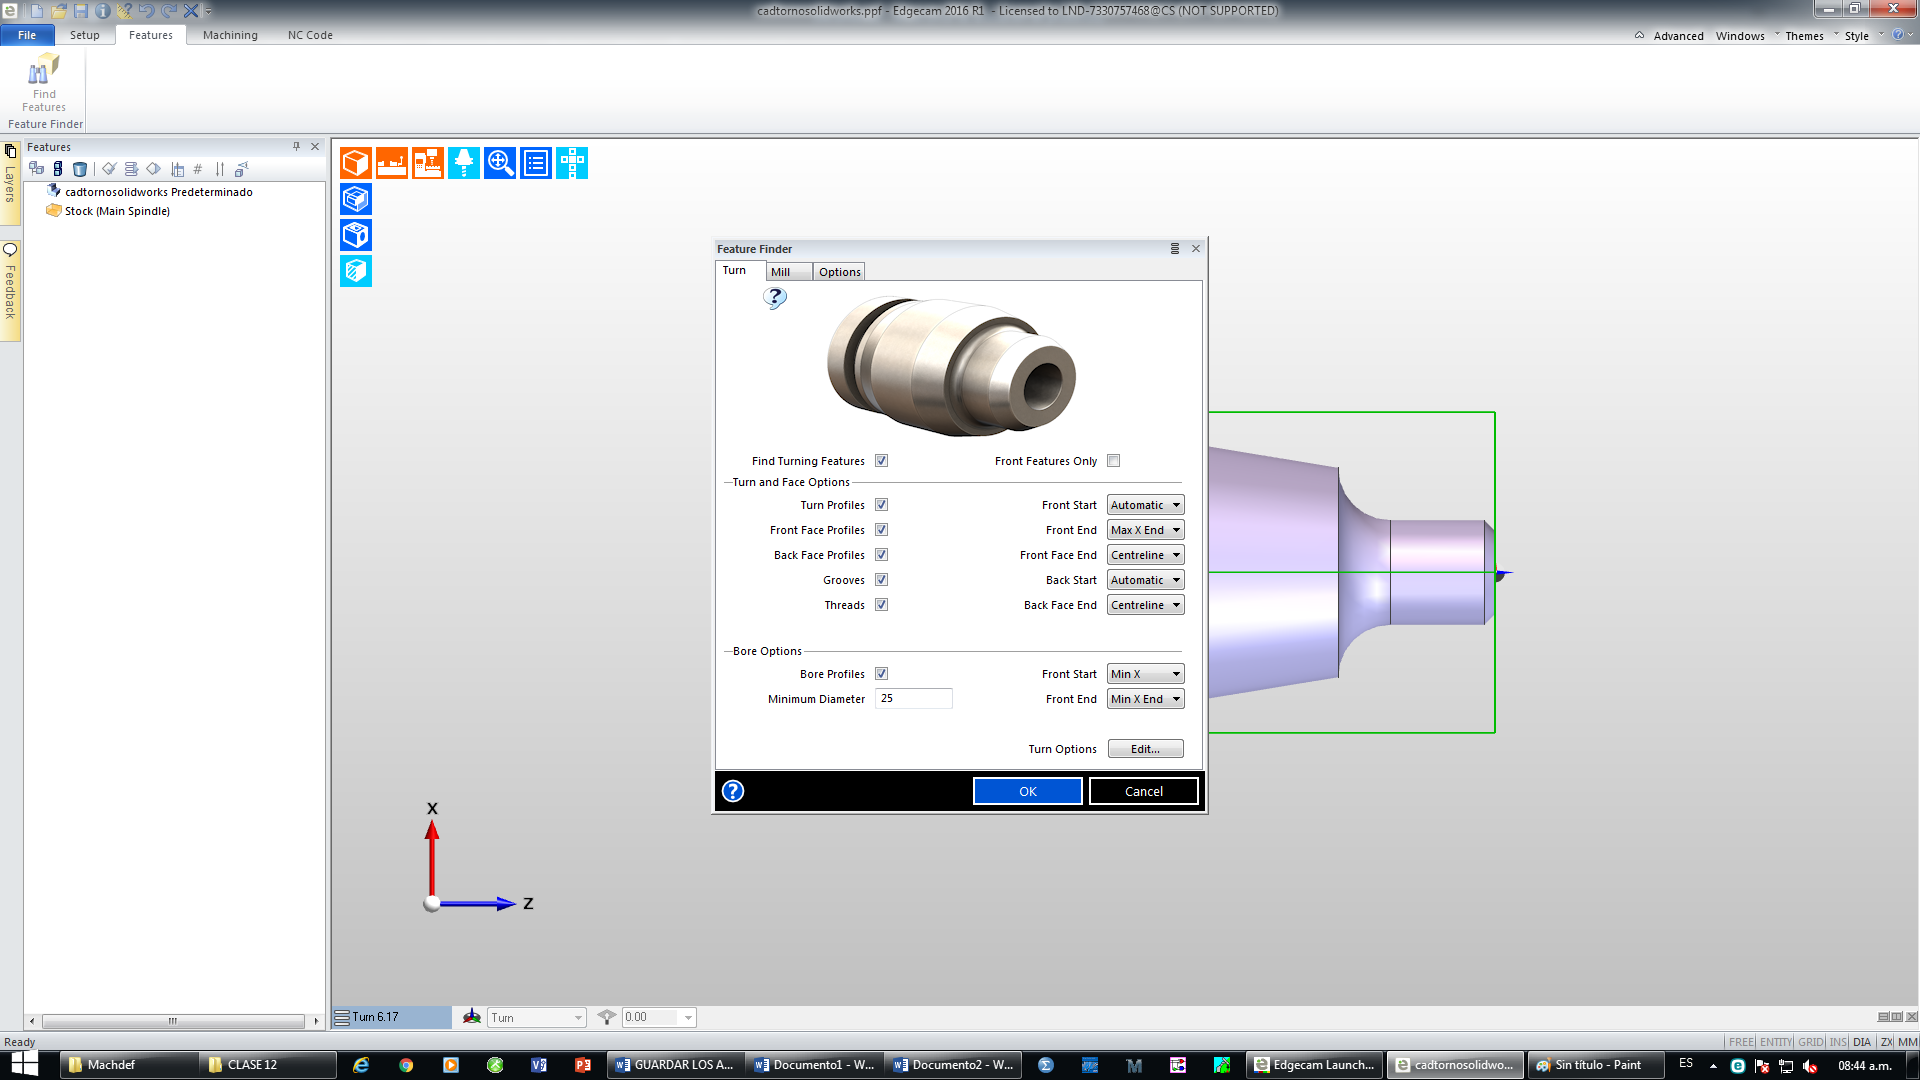 cadtornosolidworks.ppf - Edgecam 2016 R1 - Licensed to LND-7330757468@CS (NOT SUPPORTED)
File Setup Features Machining NC Code
Advanced Windows Themes Style
Find Features
Feature Finder
Features
Layers
Feedback
cadtornosolidworks Predeterminado
Stock (Main Spindle)
Feature Finder
Turn Mill Options
Find Turning Features
Front Features Only
Turn and Face Options
Turn Profiles
Front Start Automatic
Front Face Profiles
Front End Max X End
Back Face Profiles
Front Face End Centreline
Grooves
Back Start Automatic
Threads
Back Face End Centreline
Bore Options
Bore Profiles
Front Start Min X
Minimum Diameter 25
Front End Min X End
Turn Options Edit...
OK Cancel
X
Z
Turn 6.17
Turn
0.00
Ready
FREE ENTITY GRID INS DIA ZX MM
Machdef
CLASE 12
GUARDAR LOS A...
Documento1 - W...
Documento2 - W...
Edgecam Launch...
cadtornosolidwo...
Sin título - Paint
ES
08:44 a.m.